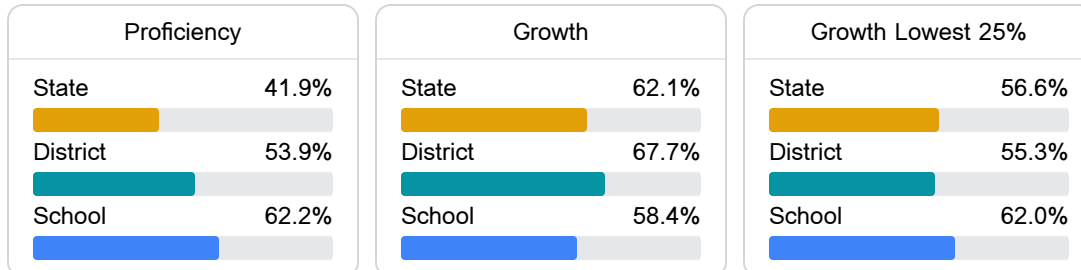 Proficiency
State 41.9%
District 53.9%
School 62.2%
Growth
State 62.1%
District 67.7%
School 58.4%
Growth Lowest 25%
State 56.6%
District 55.3%
School 62.0%